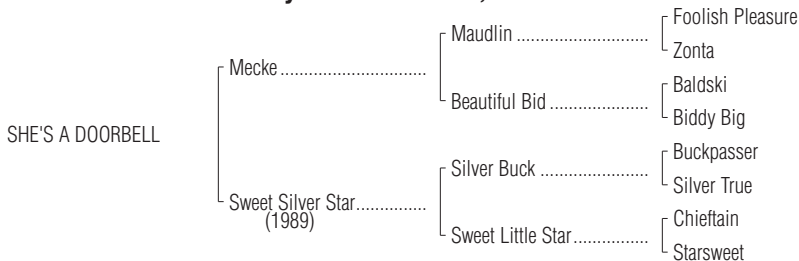 Foolish Pleasure
Maudlin ............................
Zonta
Mecke ...............................
Baldski
Beautiful Bid .....................
Biddy Big
SHE'S A DOORBELL
Buckpasser
Silver Buck .......................
Silver True
Sweet Silver Star...............
(1989)
Chieftain
Sweet Little Star................
Starsweet